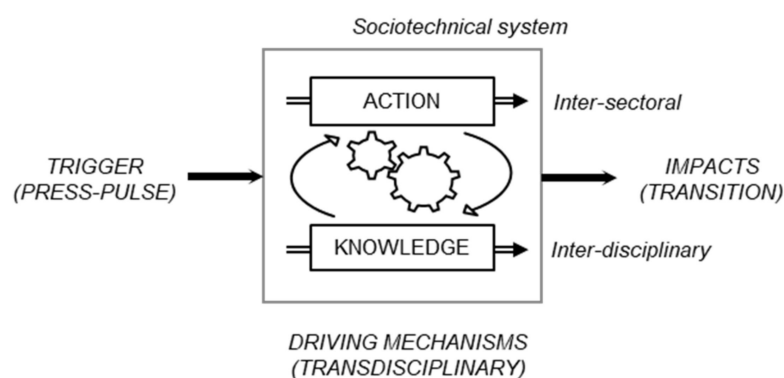 Sociotechnical system
ACTION
Inter-sectoral
TRIGGER
(PRESS-PULSE)
IMPACTS
(TRANSITION)
KNOWLEDGE
Inter-disciplinary
DRIVING MECHANISMS
(TRANSDISCIPLINARY)